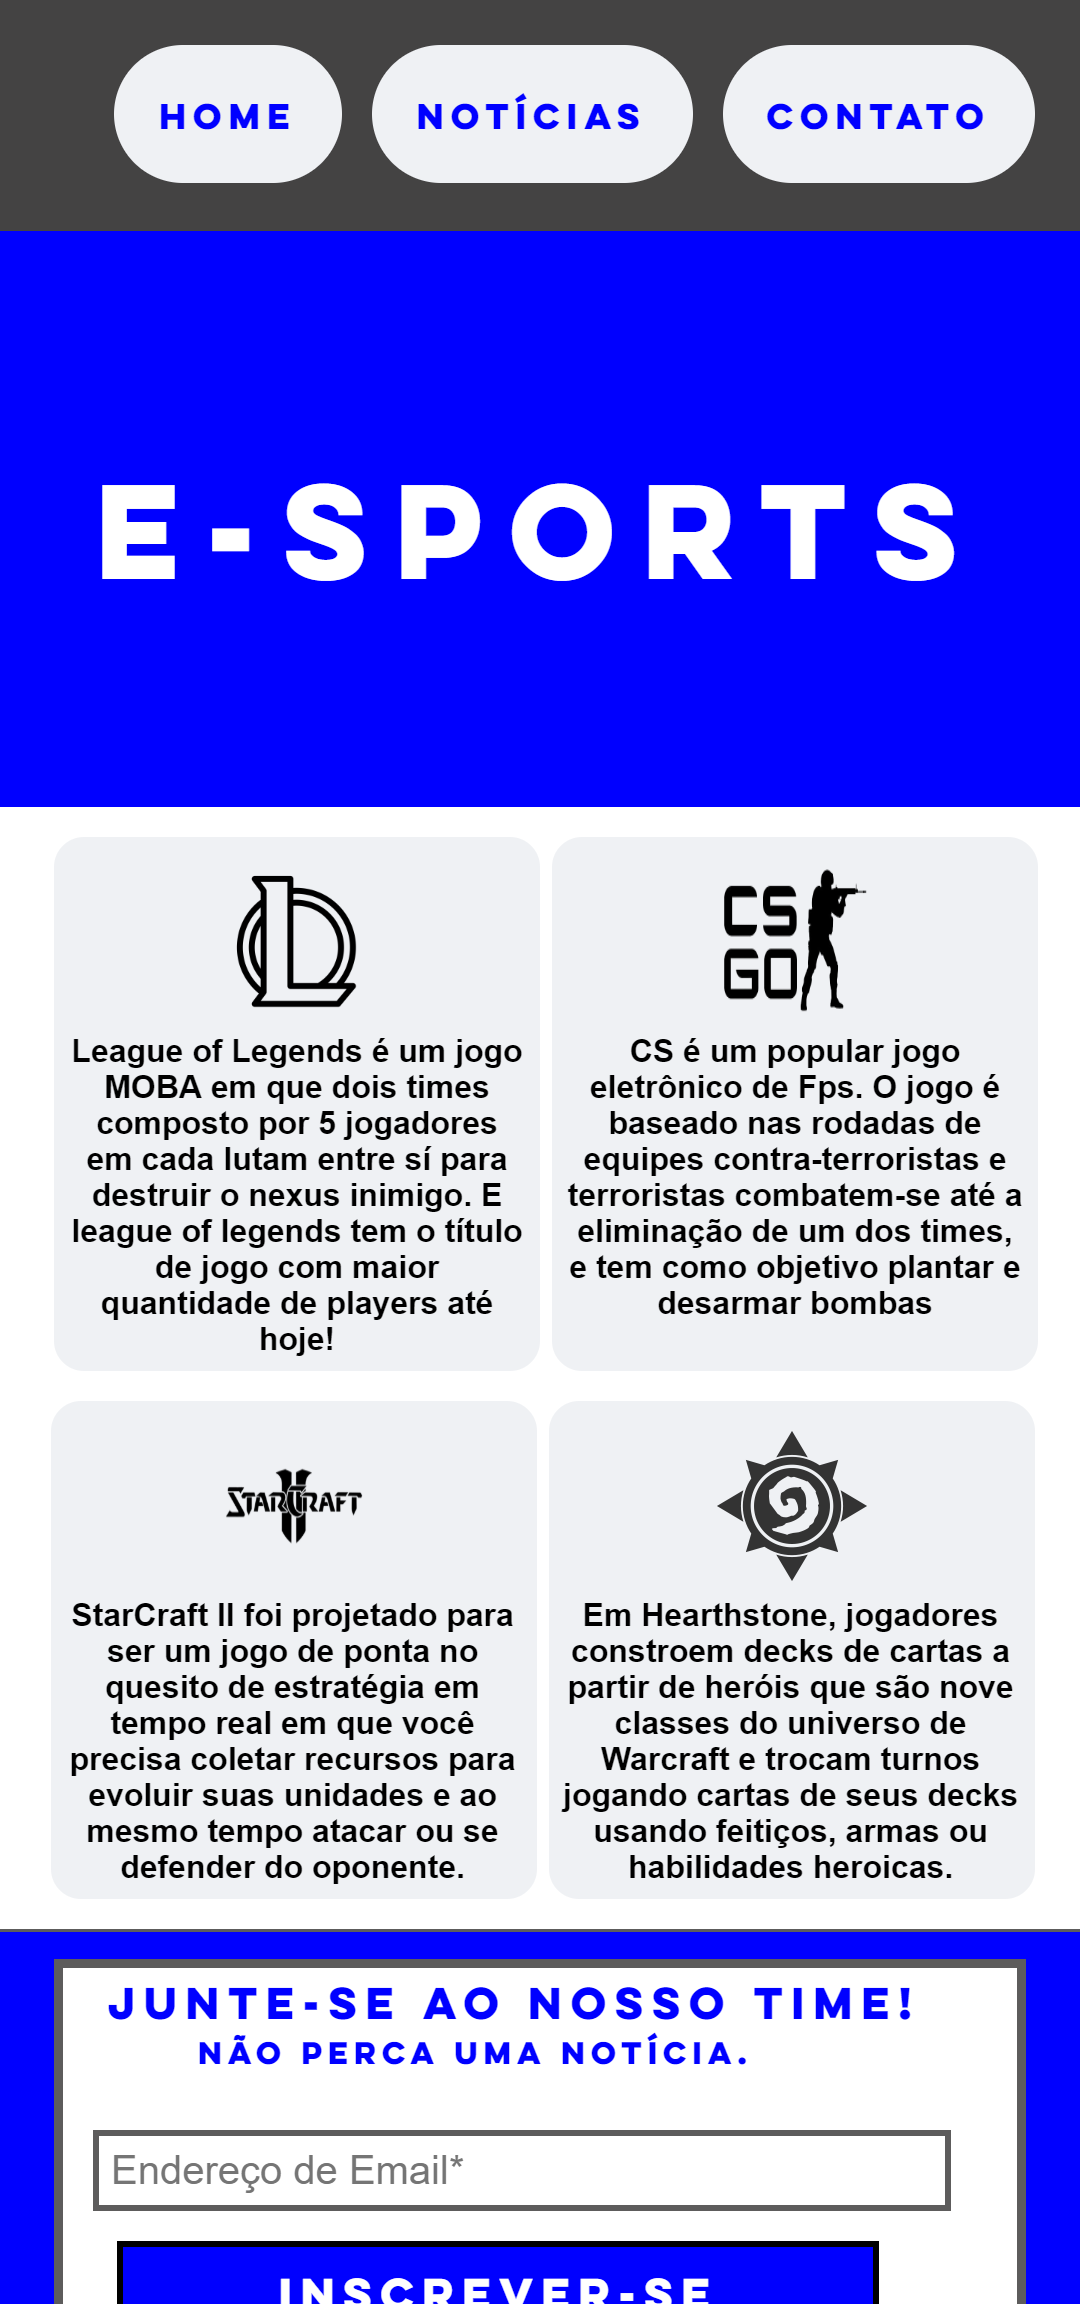 HOME NOTÍCIAS CONTATO
E-SPORTS
League of Legends é um jogo
MOBA em que dois times
composto por 5 jogadores
em cada lutam entre sí para
destruir o nexus inimigo. E
league of legends tem o título
de jogo com maior
quantidade de players até
hoje!
CS
GO
CS é um popular jogo
eletrônico de Fps. O jogo é
baseado nas rodadas de
equipes contra-terroristas e
terroristas combatem-se até a
eliminação de um dos times,
e tem como objetivo plantar e
desarmar bombas
STARCRAFT
II
StarCraft II foi projetado para
ser um jogo de ponta no
quesito de estratégia em
tempo real em que você
precisa coletar recursos para
evoluir suas unidades e ao
mesmo tempo atacar ou se
defender do oponente.
Em Hearthstone, jogadores
constroem decks de cartas a
partir de heróis que são nove
classes do universo de
Warcraft e trocam turnos
jogando cartas de seus decks
usando feitiços, armas ou
habilidades heroicas.
JUNTE-SE AO NOSSO TIME!
NÃO PERCA UMA NOTÍCIA.
Endereço de Email*
INSCREVER-SE